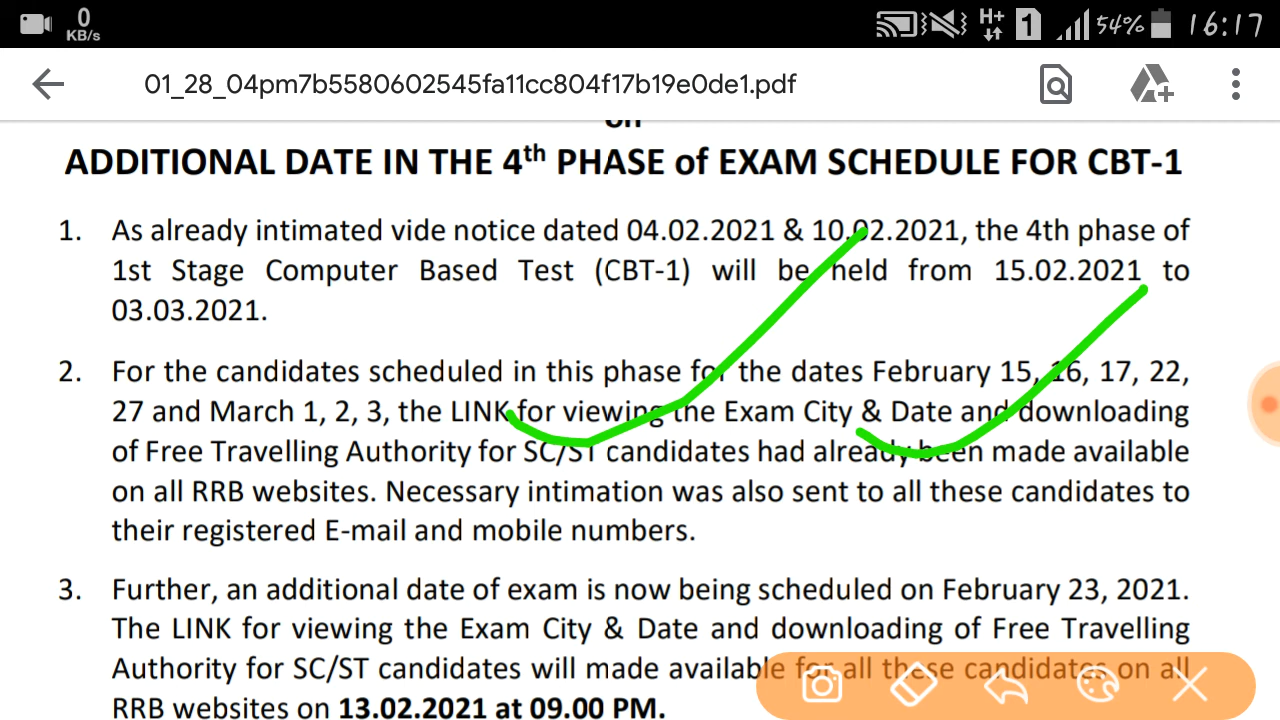 0
KB/s
H+ 1 54% 16:17
01_28_04pm7b5580602545fa11cc804f17b19e0de1.pdf
on
ADDITIONAL DATE IN THE 4th PHASE of EXAM SCHEDULE FOR CBT-1
1. As already intimated vide notice dated 04.02.2021 & 10.02.2021, the 4th phase of
1st Stage Computer Based Test (CBT-1) will be held from 15.02.2021 to
03.03.2021.
2. For the candidates scheduled in this phase for the dates February 15, 16, 17, 22,
27 and March 1, 2, 3, the LINK for viewing the Exam City & Date and downloading
of Free Travelling Authority for SC/ST candidates had already been made available
on all RRB websites. Necessary intimation was also sent to all these candidates to
their registered E-mail and mobile numbers.
3. Further, an additional date of exam is now being scheduled on February 23, 2021.
The LINK for viewing the Exam City & Date and downloading of Free Travelling
Authority for SC/ST candidates will made available for all these candidates on all
RRB websites on 13.02.2021 at 09.00 PM.